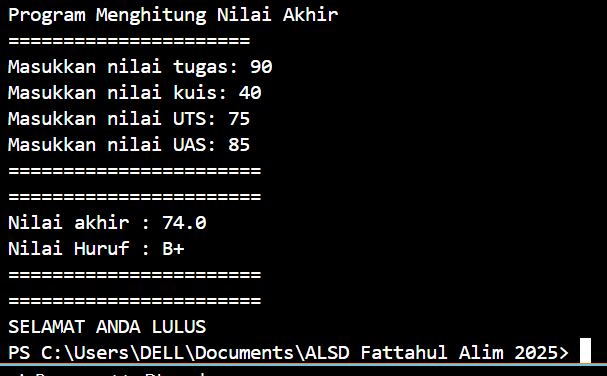 Program Menghitung Nilai Akhir
======================
Masukkan nilai tugas: 90
Masukkan nilai kuis: 40
Masukkan nilai UTS: 75
Masukkan nilai UAS: 85
=======================
=======================
Nilai akhir : 74.0
Nilai Huruf : B+
=======================
=======================
SELAMAT ANDA LULUS
PS C:\Users\DELL\Documents\ALSD Fattahul Alim 2025>